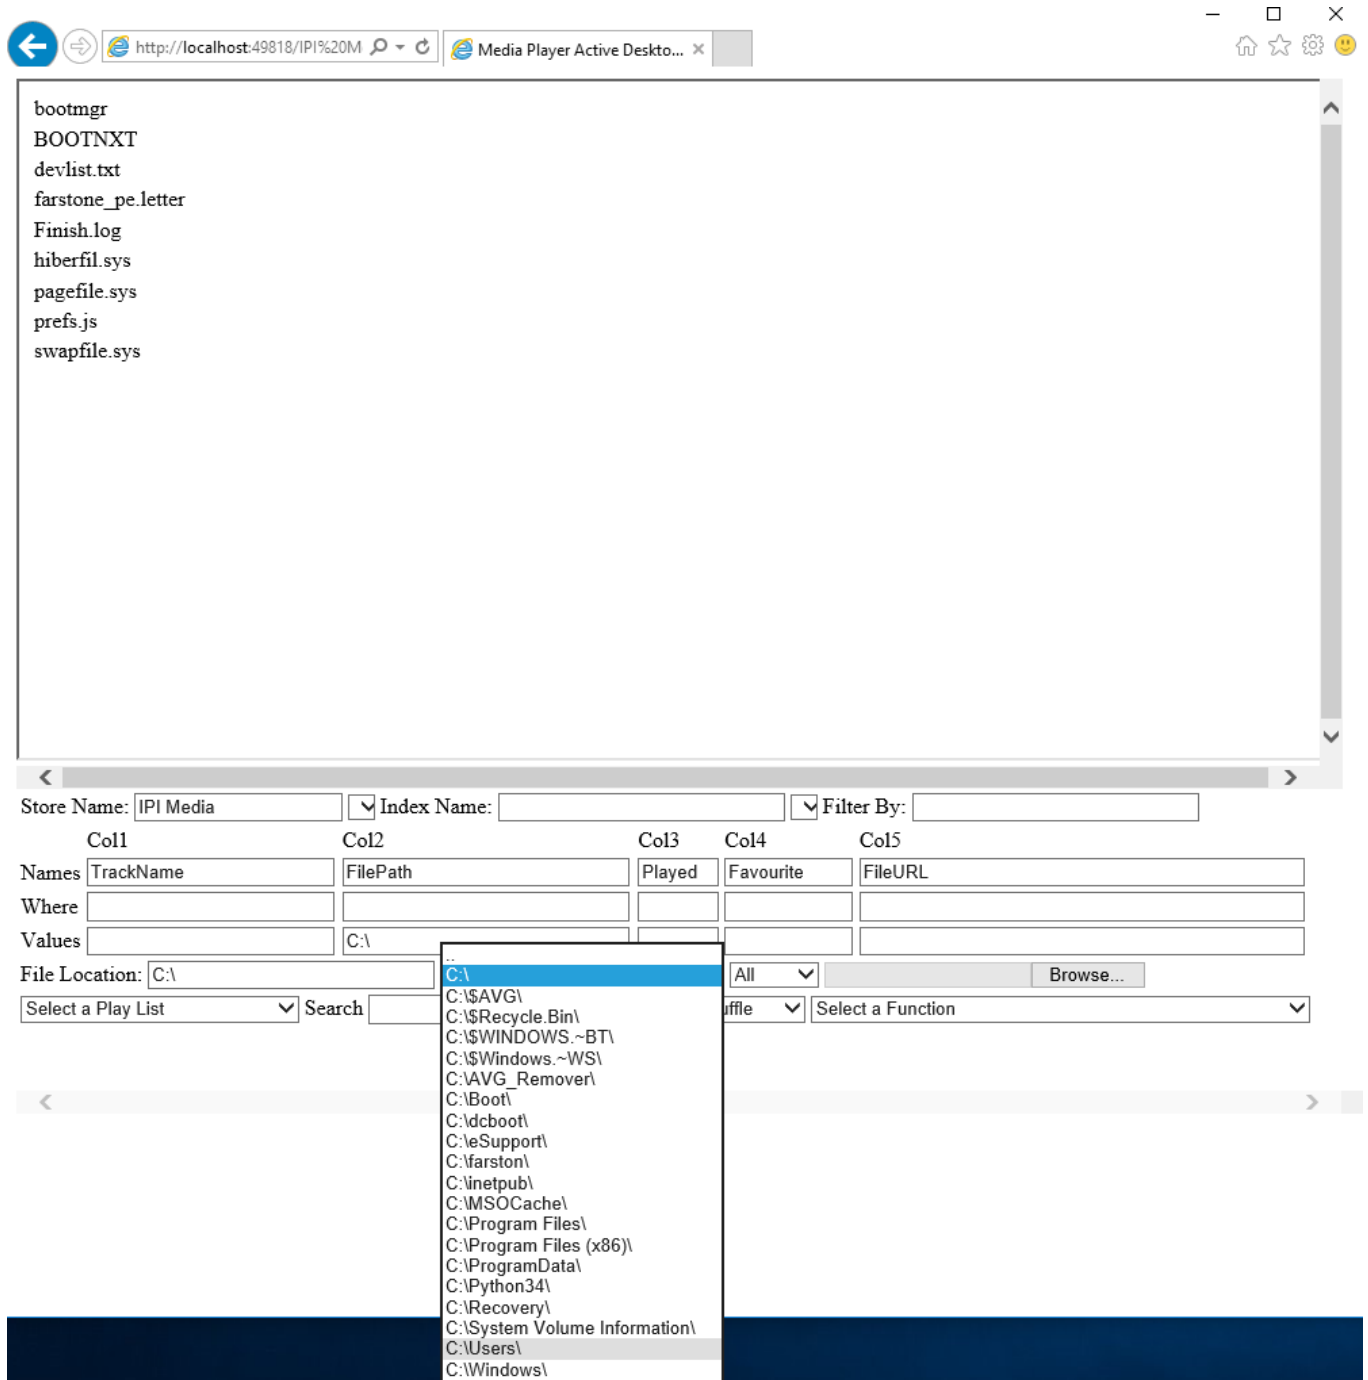 http://localhost:49818/IPI%20M
Media Player Active Deskto...
bootmgr
BOOTNXT
devlist.txt
farstone_pe.letter
Finish.log
hiberfil.sys
pagefile.sys
prefs.js
swapfile.sys
Store Name: IPI Media Index Name: Filter By:
Col1 Col2 Col3 Col4 Col5
Names TrackName FilePath Played Favourite FileURL
Where
Values C:\
File Location: C:\ All Browse...
Select a Play List Search uffle Select a Function
..
C:\
C:\$AVG\
C:\$Recycle.Bin\
C:\$WINDOWS.~BT\
C:\$Windows.~WS\
C:\AVG_Remover\
C:\Boot\
C:\dcboot\
C:\eSupport\
C:\farston\
C:\inetpub\
C:\MSOCache\
C:\Program Files\
C:\Program Files (x86)\
C:\ProgramData\
C:\Python34\
C:\Recovery\
C:\System Volume Information\
C:\Users\
C:\Windows\